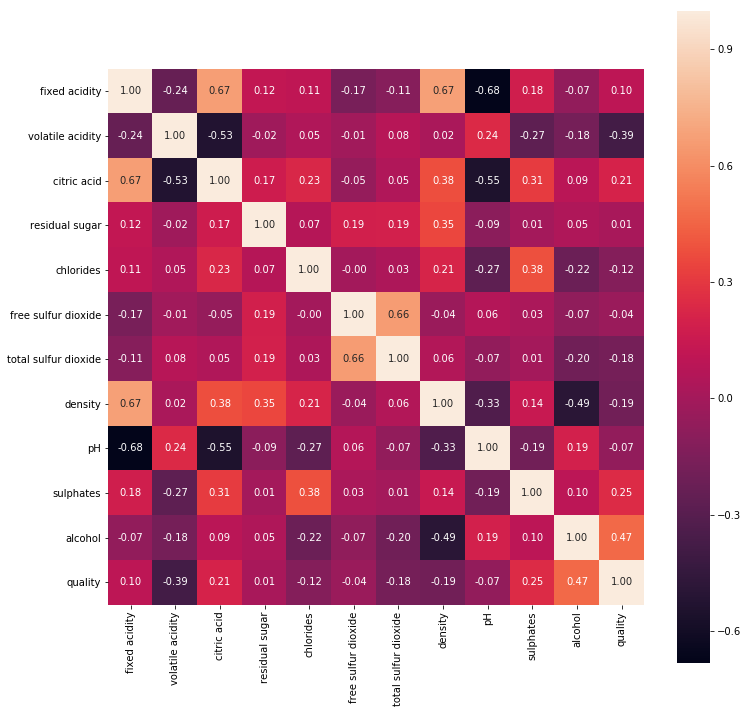 fixed acidity 1.00 -0.24 0.67 0.12 0.11 -0.17 -0.11 0.67 -0.68 0.18 -0.07 0.10
volatile acidity -0.24 1.00 -0.53 -0.02 0.05 -0.01 0.08 0.02 0.24 -0.27 -0.18 -0.39
citric acid 0.67 -0.53 1.00 0.17 0.23 -0.05 0.05 0.38 -0.55 0.31 0.09 0.21
residual sugar 0.12 -0.02 0.17 1.00 0.07 0.19 0.19 0.35 -0.09 0.01 0.05 0.01
chlorides 0.11 0.05 0.23 0.07 1.00 -0.00 0.03 0.21 -0.27 0.38 -0.22 -0.12
free sulfur dioxide -0.17 -0.01 -0.05 0.19 -0.00 1.00 0.66 -0.04 0.06 0.03 -0.07 -0.04
total sulfur dioxide -0.11 0.08 0.05 0.19 0.03 0.66 1.00 0.06 -0.07 0.01 -0.20 -0.18
density 0.67 0.02 0.38 0.35 0.21 -0.04 0.06 1.00 -0.33 0.14 -0.49 -0.19
pH -0.68 0.24 -0.55 -0.09 -0.27 0.06 -0.07 -0.33 1.00 -0.19 0.19 -0.07
sulphates 0.18 -0.27 0.31 0.01 0.38 0.03 0.01 0.14 -0.19 1.00 0.10 0.25
alcohol -0.07 -0.18 0.09 0.05 -0.22 -0.07 -0.20 -0.49 0.19 0.10 1.00 0.47
quality 0.10 -0.39 0.21 0.01 -0.12 -0.04 -0.18 -0.19 -0.07 0.25 0.47 1.00
fixed acidity
volatile acidity
citric acid
residual sugar
chlorides
free sulfur dioxide
total sulfur dioxide
density
pH
sulphates
alcohol
quality
0.9
0.6
0.3
0.0
-0.3
-0.6